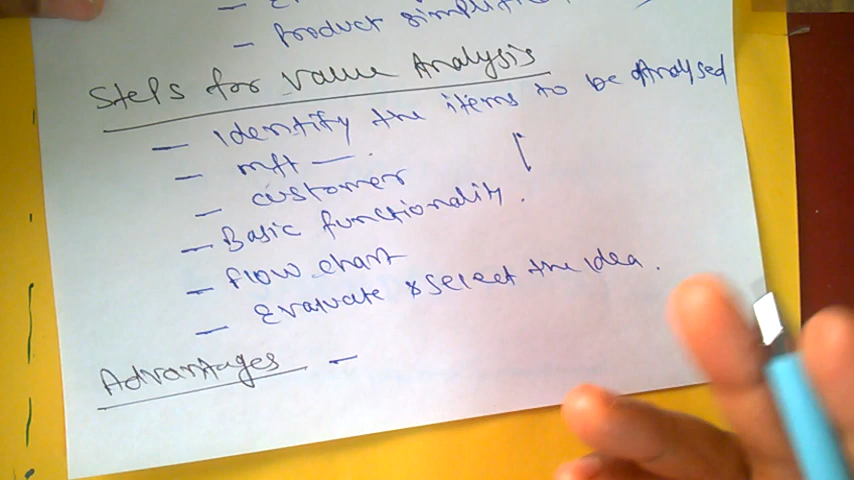 - Product simplific
Steps for Value Analysis
- Identify the items to be Analysed
- mft - .
- customer
- Basic functionality.
- flow chart
- Evaluate & select the idea.
Advantages -